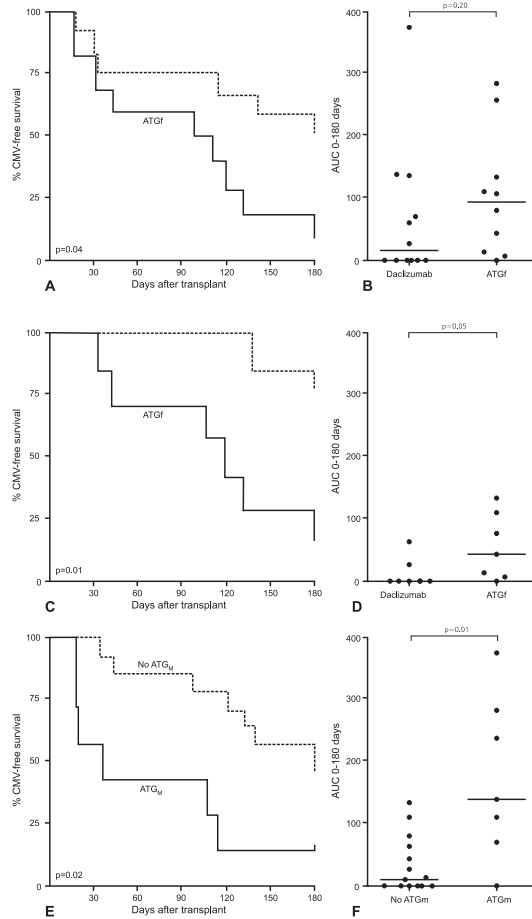 100
75
50
25
0
% CMV-free survival
ATGf
p=0.04
30 60 90 120 150 180
Days after transplant
A
p=0.20
400
300
200
100
0
AUC 0-180 days
Daclizumab ATGf
B
100
75
50
25
0
% CMV-free survival
ATGf
p=0.01
30 60 90 120 150 180
Days after transplant
C
p=0.05
400
300
200
100
0
AUC 0-180 days
Daclizumab ATGf
D
100
75
50
25
0
% CMV-free survival
No ATGM
ATGM
p=0.02
30 60 90 120 150 180
Days after transplant
E
p=0.01
400
300
200
100
0
AUC 0-180 days
No ATGm ATGm
F